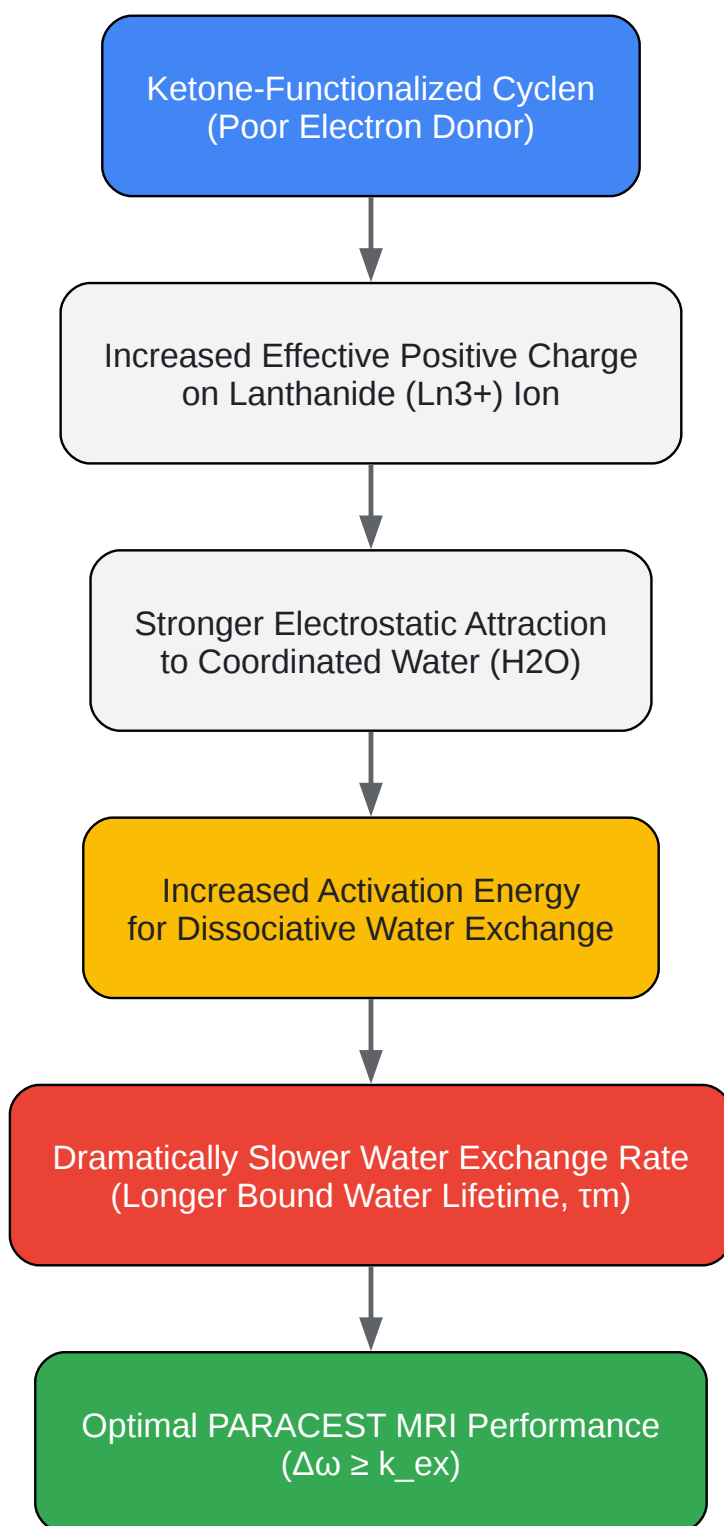 Ketone-Functionalized Cyclen
(Poor Electron Donor)
Increased Effective Positive Charge
on Lanthanide (Ln3+) Ion
Stronger Electrostatic Attraction
to Coordinated Water (H2O)
Increased Activation Energy
for Dissociative Water Exchange
Dramatically Slower Water Exchange Rate
(Longer Bound Water Lifetime, τm)
Optimal PARACEST MRI Performance
(Δω ≥ k_ex)